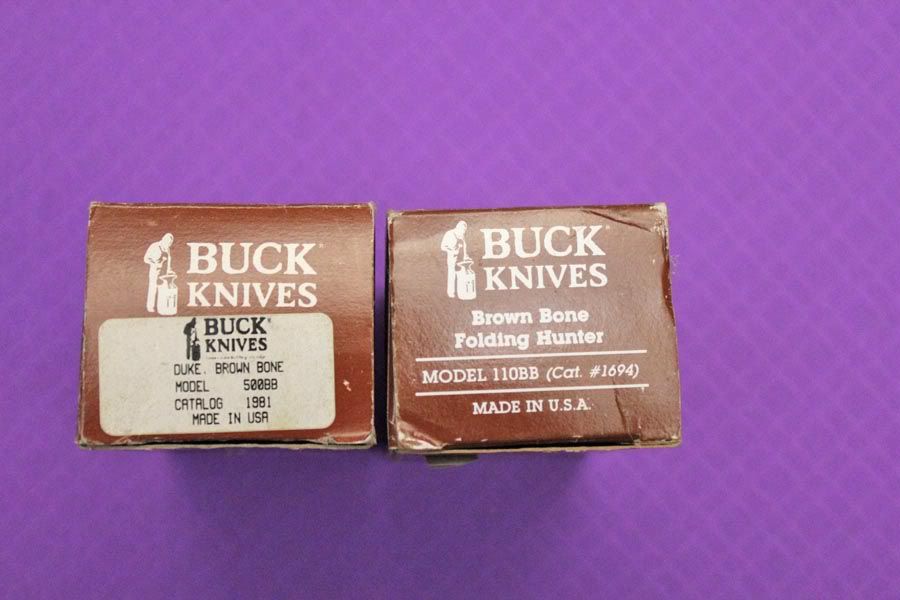 BUCK®
KNIVES
BUCK®
KNIVES
DUKE, BROWN BONE
MODEL 500BB
CATALOG 1981
MADE IN USA
BUCK®
KNIVES
Brown Bone
Folding Hunter
MODEL 110BB (Cat. #1694)
MADE IN U.S.A.